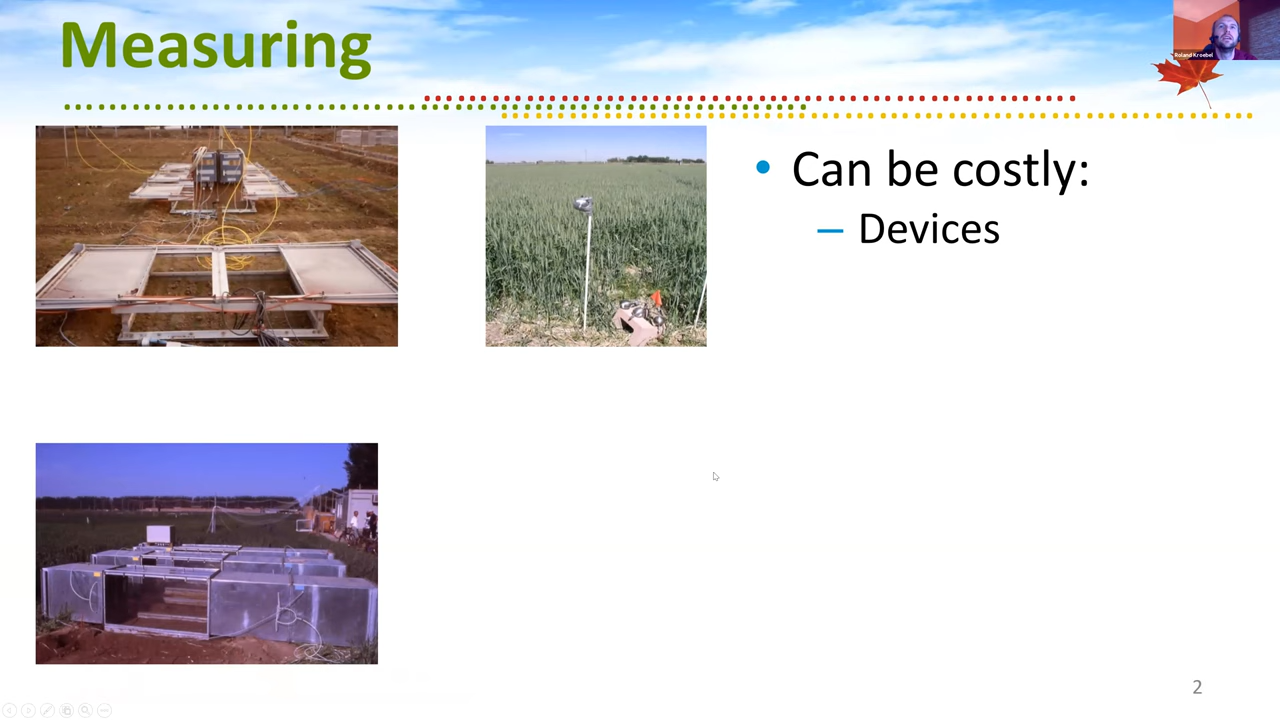 Measuring
Roland Kroebel
• Can be costly:
– Devices
2